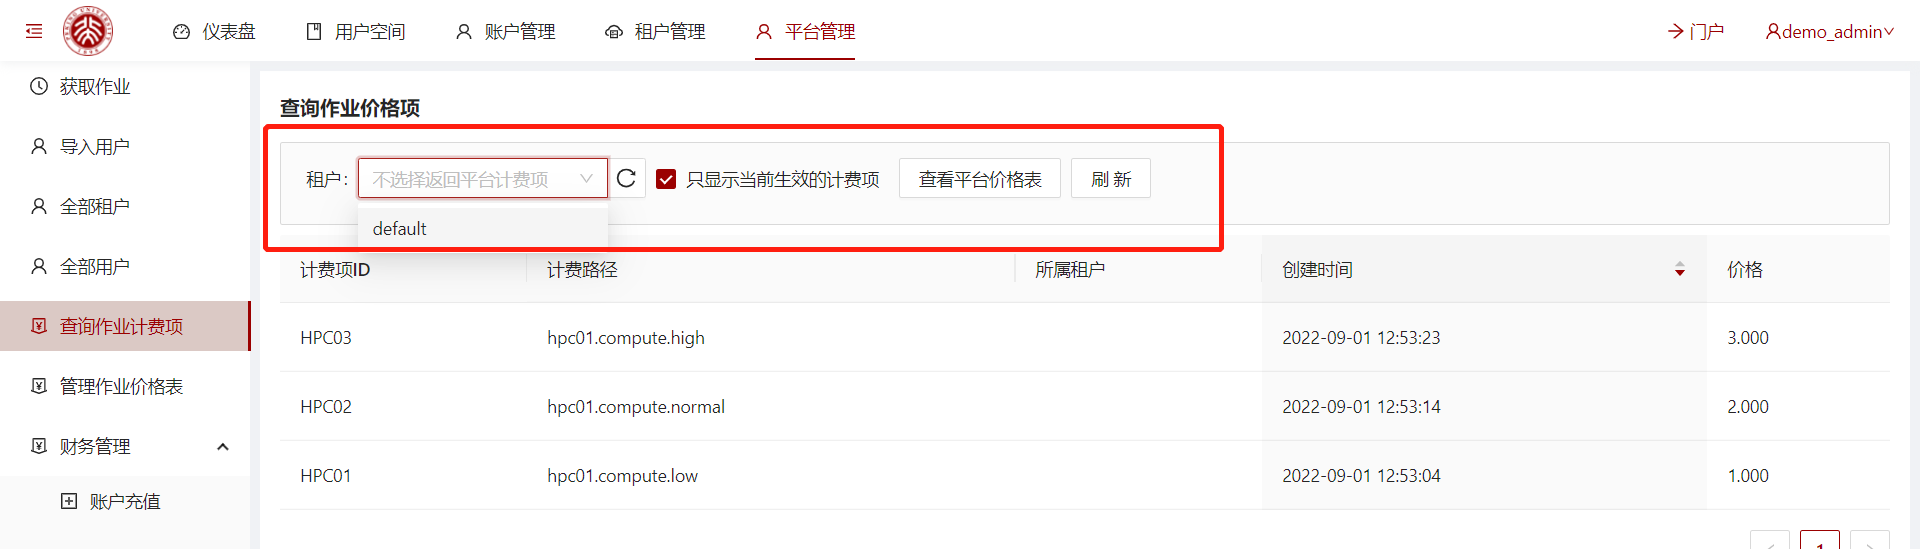 仪表盘
用户空间
账户管理
租户管理
平台管理
门户
demo_admin
获取作业
导入用户
全部租户
全部用户
查询作业计费项
管理作业价格表
财务管理
账户充值
查询作业价格项
租户: 不选择返回平台计费项 只显示当前生效的计费项 查看平台价格表 刷 新
default
计费项ID 计费路径 所属租户 创建时间 价格
HPC03 hpc01.compute.high 2022-09-01 12:53:23 3.000
HPC02 hpc01.compute.normal 2022-09-01 12:53:14 2.000
HPC01 hpc01.compute.low 2022-09-01 12:53:04 1.000
1